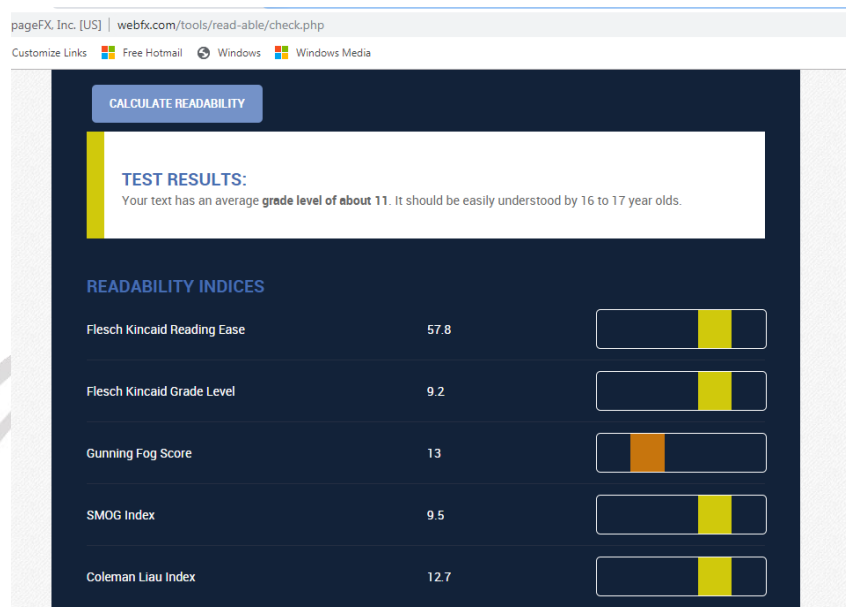 pageFX, Inc. [US] | webfx.com/tools/read-able/check.php
Customize Links Free Hotmail Windows Windows Media
CALCULATE READABILITY
TEST RESULTS:
Your text has an average grade level of about 11. It should be easily understood by 16 to 17 year olds.
READABILITY INDICES
Flesch Kincaid Reading Ease 57.8
Flesch Kincaid Grade Level 9.2
Gunning Fog Score 13
SMOG Index 9.5
Coleman Liau Index 12.7